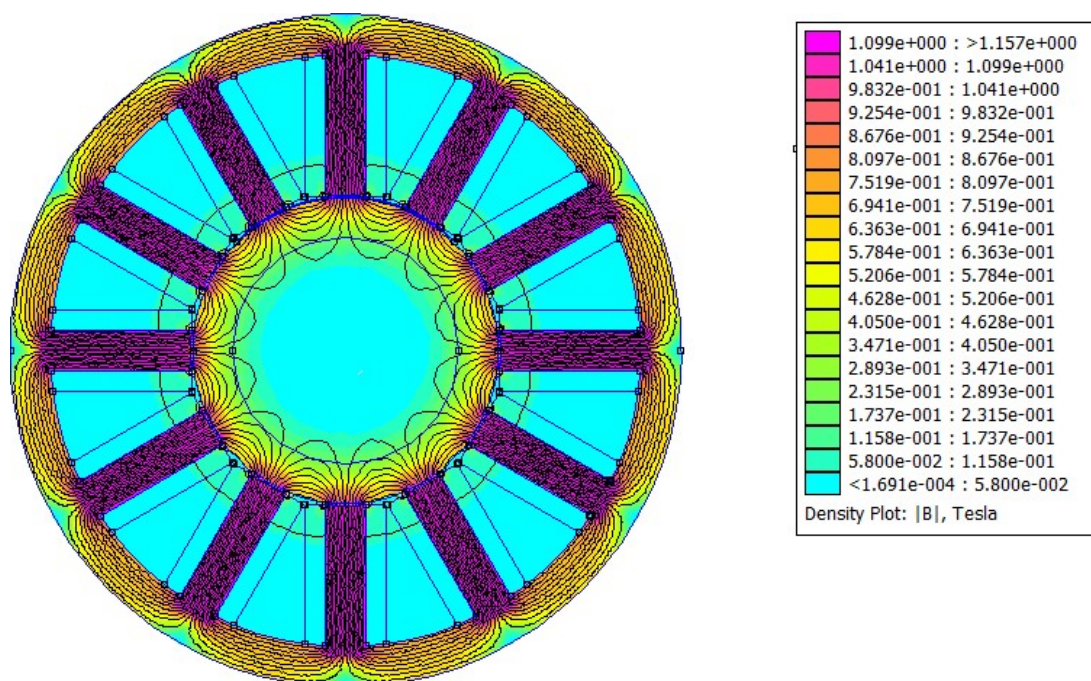 1.099e+000 : >1.157e+000
1.041e+000 : 1.099e+000
9.832e-001 : 1.041e+000
9.254e-001 : 9.832e-001
8.676e-001 : 9.254e-001
8.097e-001 : 8.676e-001
7.519e-001 : 8.097e-001
6.941e-001 : 7.519e-001
6.363e-001 : 6.941e-001
5.784e-001 : 6.363e-001
5.206e-001 : 5.784e-001
4.628e-001 : 5.206e-001
4.050e-001 : 4.628e-001
3.471e-001 : 4.050e-001
2.893e-001 : 3.471e-001
2.315e-001 : 2.893e-001
1.737e-001 : 2.315e-001
1.158e-001 : 1.737e-001
5.800e-002 : 1.158e-001
<1.691e-004 : 5.800e-002
Density Plot: |B|, Tesla